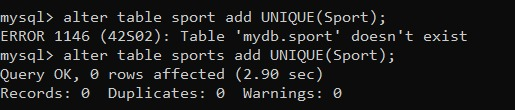 mysql> alter table sport add UNIQUE(Sport);
ERROR 1146 (42S02): Table 'mydb.sport' doesn't exist
mysql> alter table sports add UNIQUE(Sport);
Query OK, 0 rows affected (2.90 sec)
Records: 0  Duplicates: 0  Warnings: 0